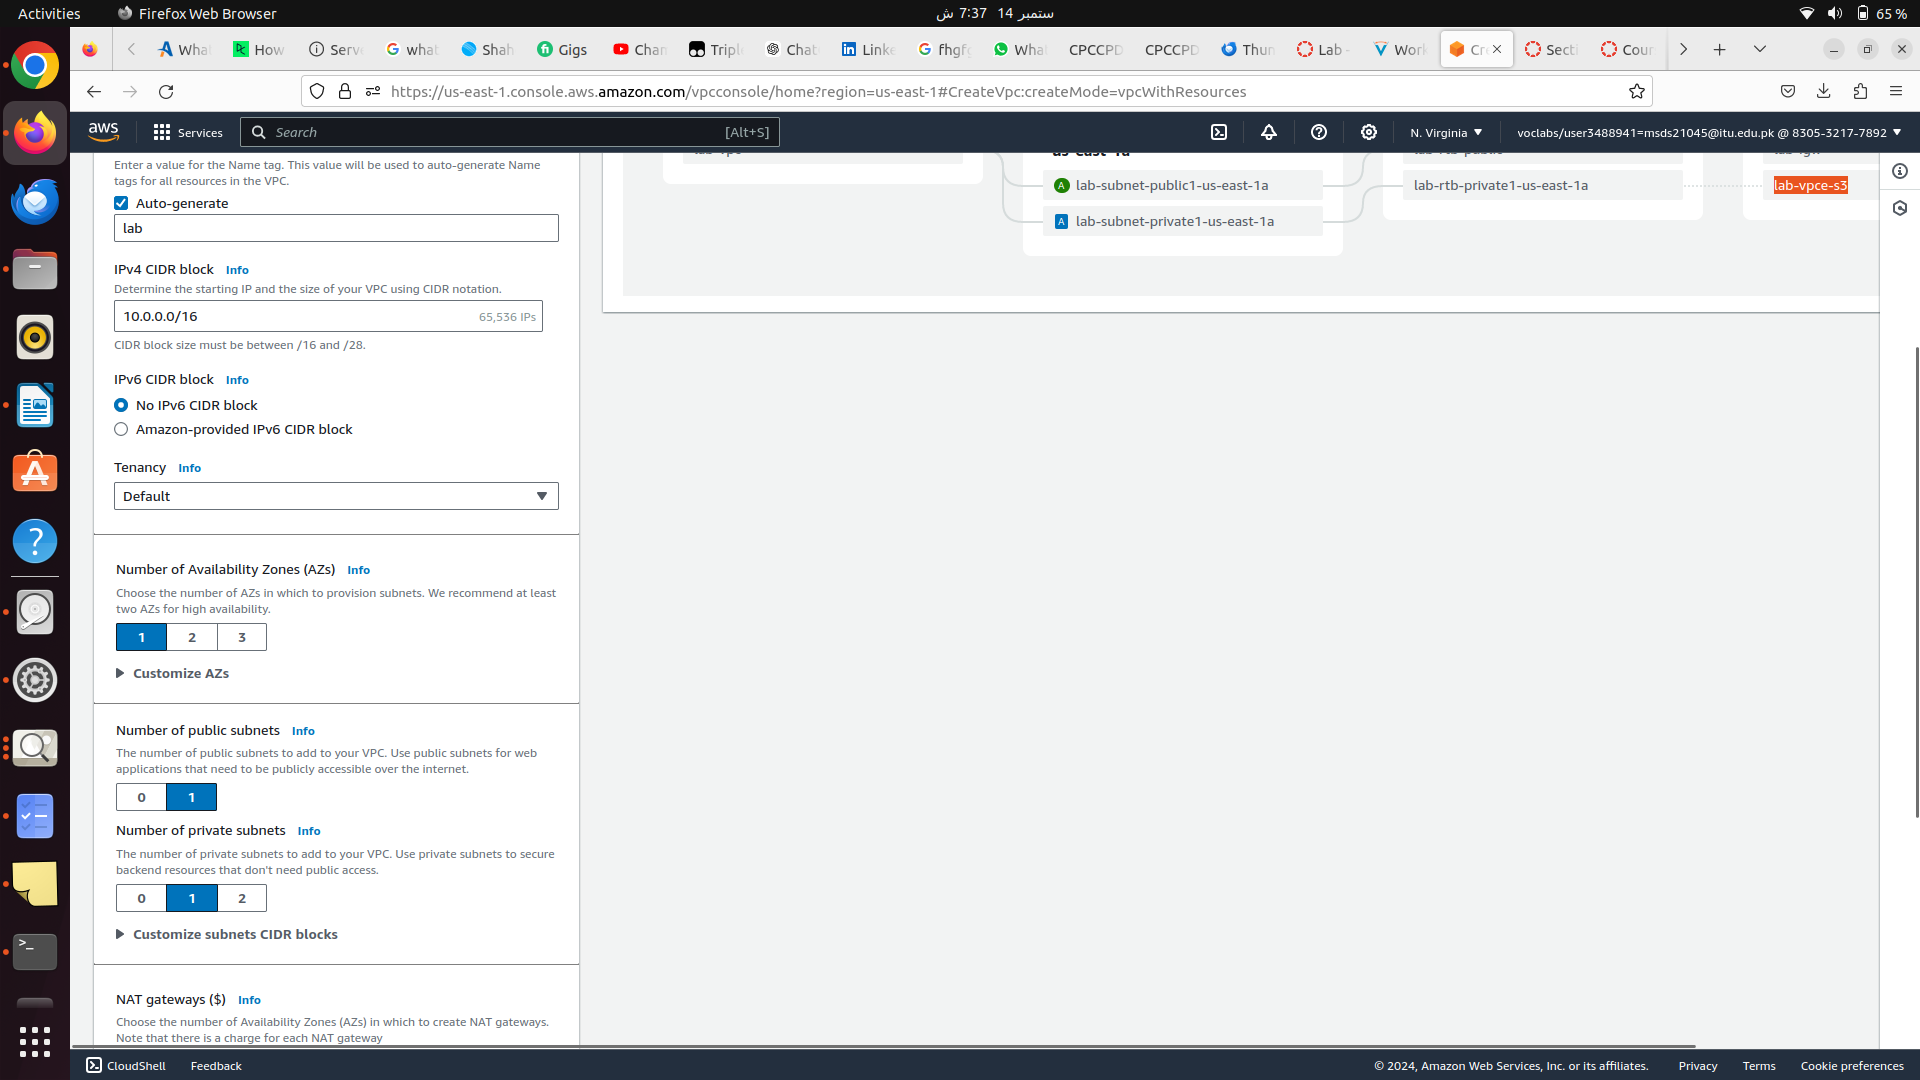 Activities
Firefox Web Browser
ستمبر 14  7:37 ش
65 %
What
How
Serv
what
Shah
Gigs
Chan
Triple
Chat
Linke
fhgfg
What
CPCCPD
CPCCPD
Thun
Lab -
Work
Cr
Secti
Cour
https://us-east-1.console.aws.amazon.com/vpcconsole/home?region=us-east-1#CreateVpc:createMode=vpcWithResources
aws
Services
Search
[Alt+S]
N. Virginia
voclabs/user3488941=msds21045@itu.edu.pk @ 8305-3217-7892
Enter a value for the Name tag. This value will be used to auto-generate Name
tags for all resources in the VPC.
Auto-generate
lab
IPv4 CIDR block Info
Determine the starting IP and the size of your VPC using CIDR notation.
10.0.0.0/16
65,536 IPs
CIDR block size must be between /16 and /28.
IPv6 CIDR block Info
No IPv6 CIDR block
Amazon-provided IPv6 CIDR block
Tenancy Info
Default
Number of Availability Zones (AZs) Info
Choose the number of AZs in which to provision subnets. We recommend at least
two AZs for high availability.
1 2 3
Customize AZs
Number of public subnets Info
The number of public subnets to add to your VPC. Use public subnets for web
applications that need to be publicly accessible over the internet.
0 1
Number of private subnets Info
The number of private subnets to add to your VPC. Use private subnets to secure
backend resources that don't need public access.
0 1 2
Customize subnets CIDR blocks
NAT gateways ($) Info
Choose the number of Availability Zones (AZs) in which to create NAT gateways.
Note that there is a charge for each NAT gateway
us-east-1a
A lab-subnet-public1-us-east-1a
A lab-subnet-private1-us-east-1a
lab-rtb-private1-us-east-1a
lab-vpce-s3
CloudShell
Feedback
© 2024, Amazon Web Services, Inc. or its affiliates.
Privacy
Terms
Cookie preferences